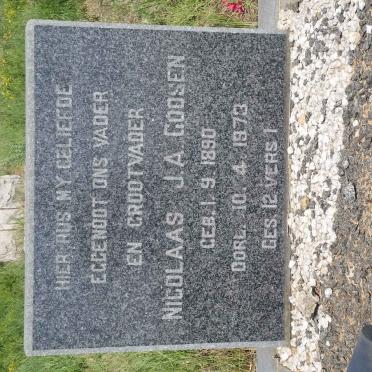 HIER RUS MY GELIEFDE
EGGENOOT ONS VADER
EN GROOTVADER
NICOLAAS J.A. GOOSEN
GEB. 1. 9. 1890
OORL. 10. 4. 1973
GES. 12 VERS 1